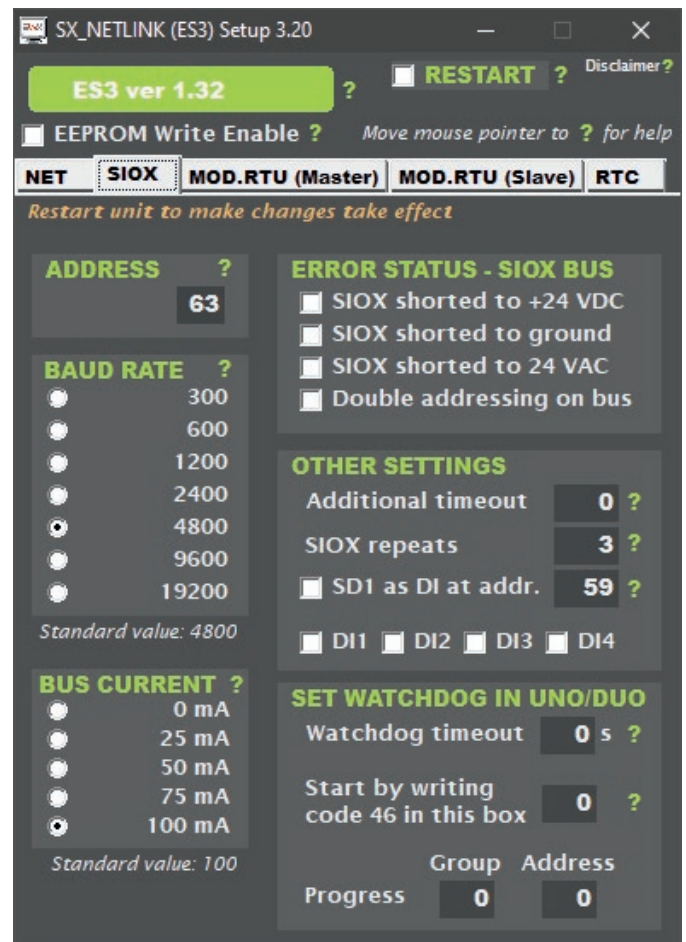 SX_NETLINK (ES3) Setup 3.20
ES3 ver 1.32 ?
RESTART ?
Disclaimer?
EEPROM Write Enable ?
Move mouse pointer to ? for help
NET SIOX MOD.RTU (Master) MOD.RTU (Slave) RTC
Restart unit to make changes take effect
ADDRESS ?
63
BAUD RATE ?
300
600
1200
2400
4800
9600
19200
Standard value: 4800
BUS CURRENT ?
0 mA
25 mA
50 mA
75 mA
100 mA
Standard value: 100
ERROR STATUS - SIOX BUS
SIOX shorted to +24 VDC
SIOX shorted to ground
SIOX shorted to 24 VAC
Double addressing on bus
OTHER SETTINGS
Additional timeout 0 ?
SIOX repeats 3 ?
SD1 as DI at addr. 59 ?
DI1 DI2 DI3 DI4
SET WATCHDOG IN UNO/DUO
Watchdog timeout 0 s ?
Start by writing
code 46 in this box 0 ?
Group Address
Progress 0 0